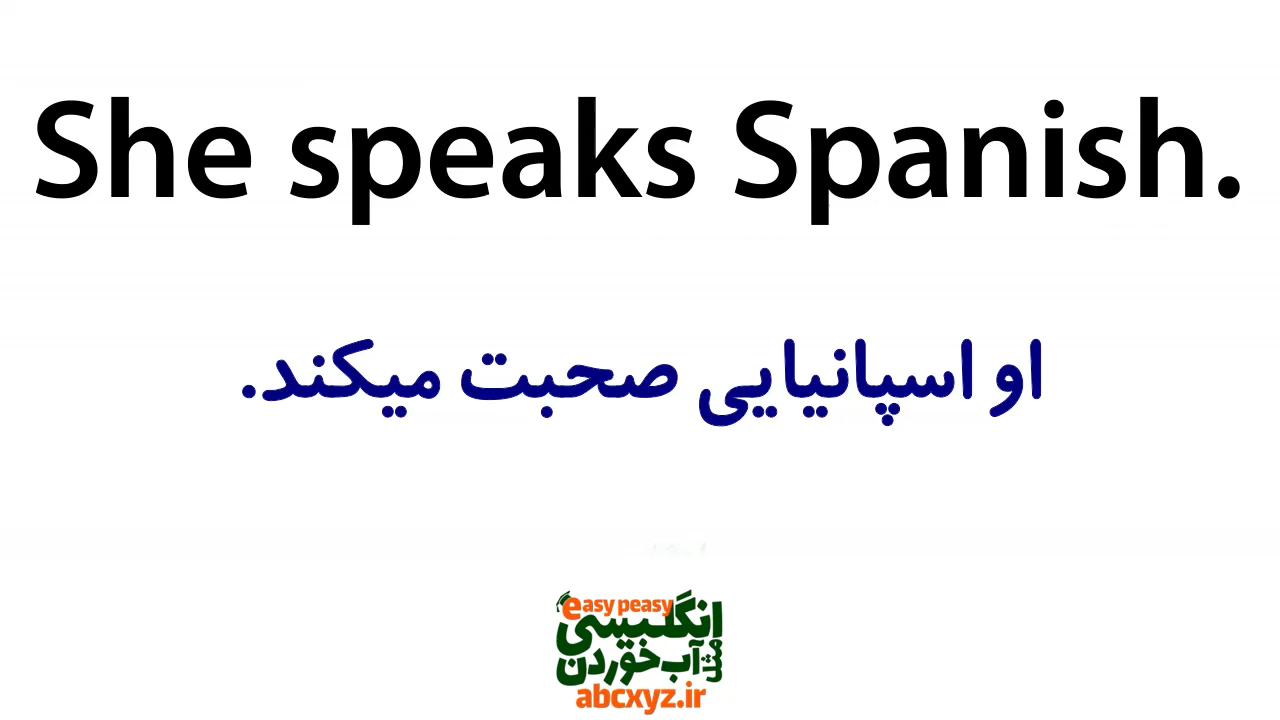 She speaks Spanish.
او اسپانیایی صحبت میکند.
easy peasy
انگلیسی
مثل آب خوردن
abcxyz.ir